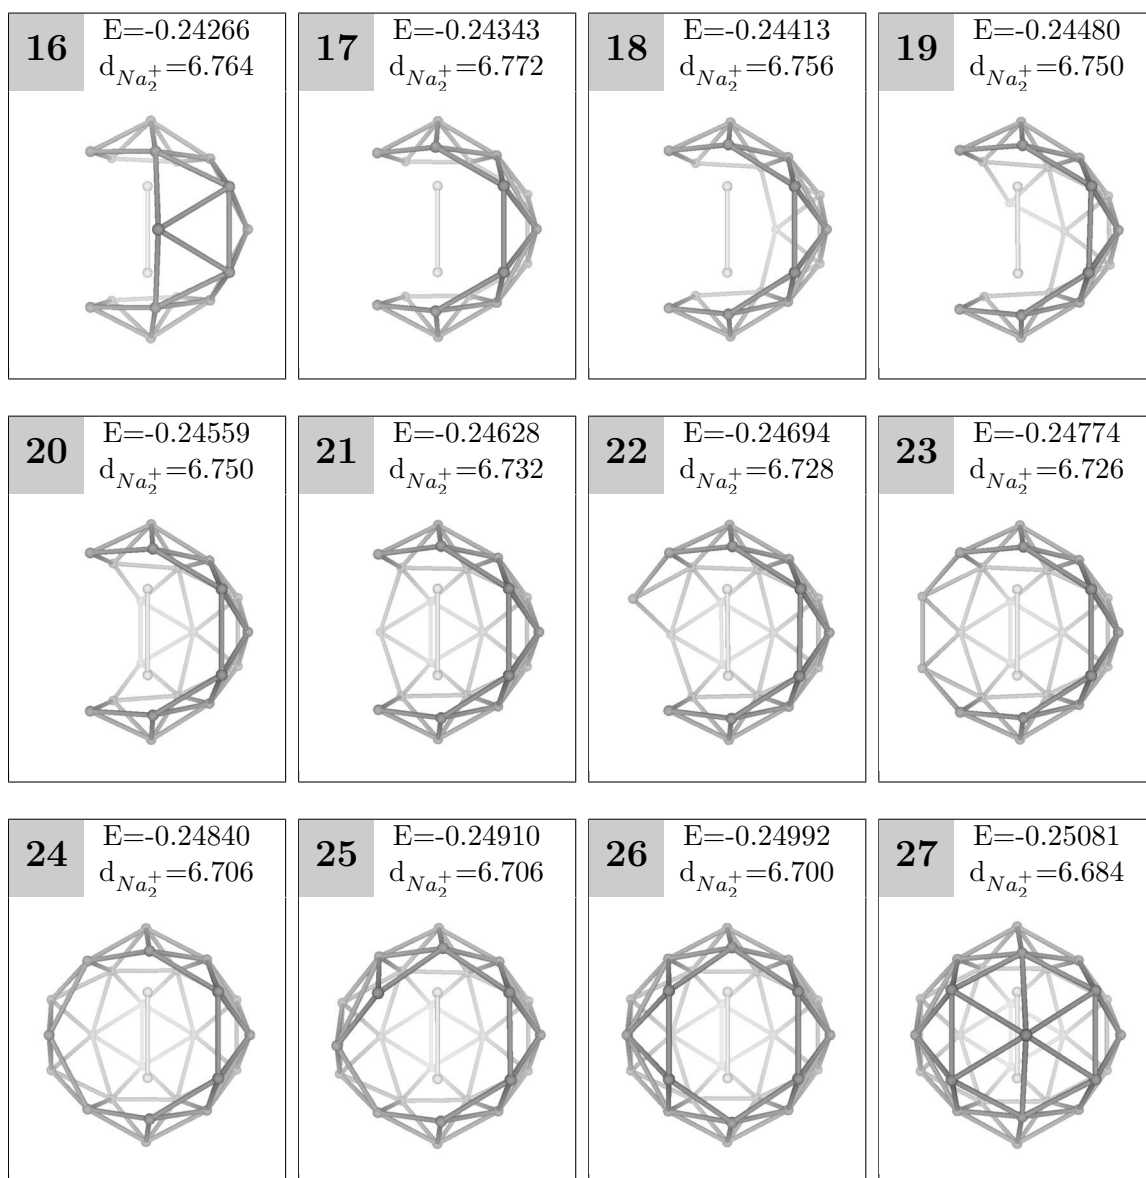 16 E=-0.24266
d_{Na_2^+}=6.764
17 E=-0.24343
d_{Na_2^+}=6.772
18 E=-0.24413
d_{Na_2^+}=6.756
19 E=-0.24480
d_{Na_2^+}=6.750
20 E=-0.24559
d_{Na_2^+}=6.750
21 E=-0.24628
d_{Na_2^+}=6.732
22 E=-0.24694
d_{Na_2^+}=6.728
23 E=-0.24774
d_{Na_2^+}=6.726
24 E=-0.24840
d_{Na_2^+}=6.706
25 E=-0.24910
d_{Na_2^+}=6.706
26 E=-0.24992
d_{Na_2^+}=6.700
27 E=-0.25081
d_{Na_2^+}=6.684